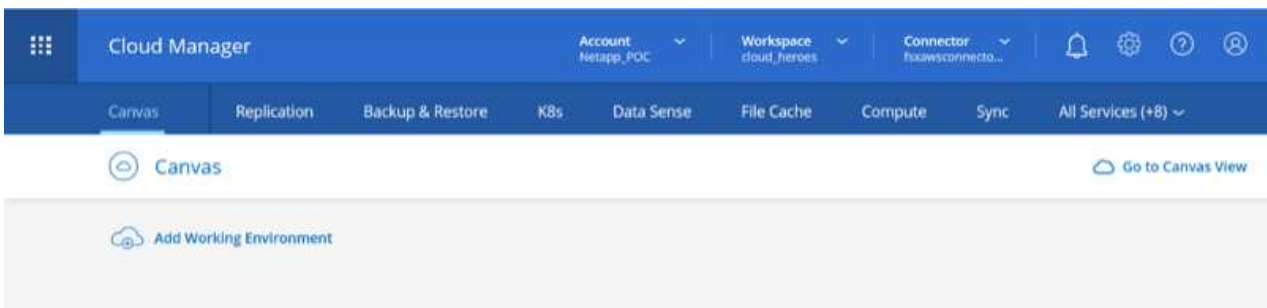 Cloud Manager
Account
Netapp_POC
Workspace
cloud_heroes
Connector
fsxawsconnecto...
Canvas Replication Backup & Restore K8s Data Sense File Cache Compute Sync All Services (+8)
Canvas
Go to Canvas View
Add Working Environment